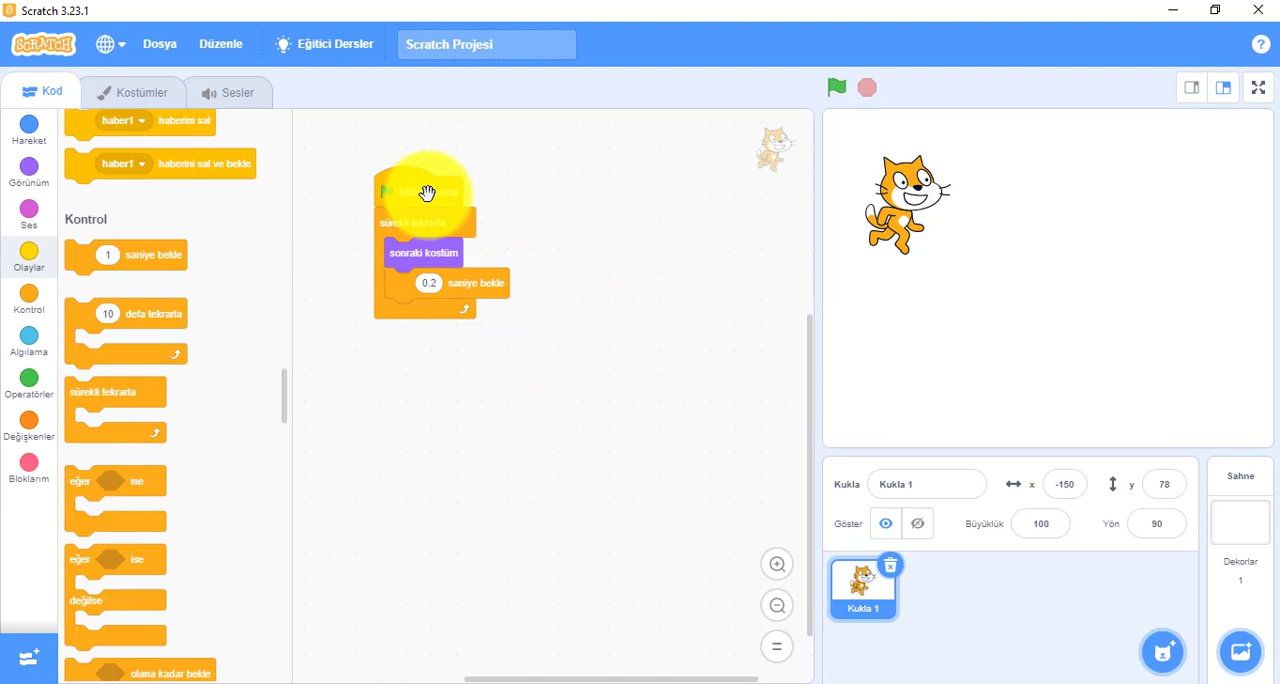 Scratch 3.23.1
SCRATCH
Dosya
Düzenle
Eğitici Dersler
Scratch Projesi
?
Kod
Kostümler
Sesler
Hareket
Görünüm
Ses
Olaylar
Kontrol
Algılama
Operatörler
Değişkenler
Bloklarım
haber1 haberini sal
haber1 haberini sal ve bekle
Kontrol
1 saniye bekle
10 defa tekrarla
sürekli tekrarla
eğer ise
eğer ise
değilse
olana kadar bekle
sürekli tekrarla
sonraki kostüm
0.2 saniye bekle
Kukla
Kukla 1
x
-150
y
78
Göster
Büyüklük
100
Yön
90
Kukla 1
Sahne
Dekorlar
1